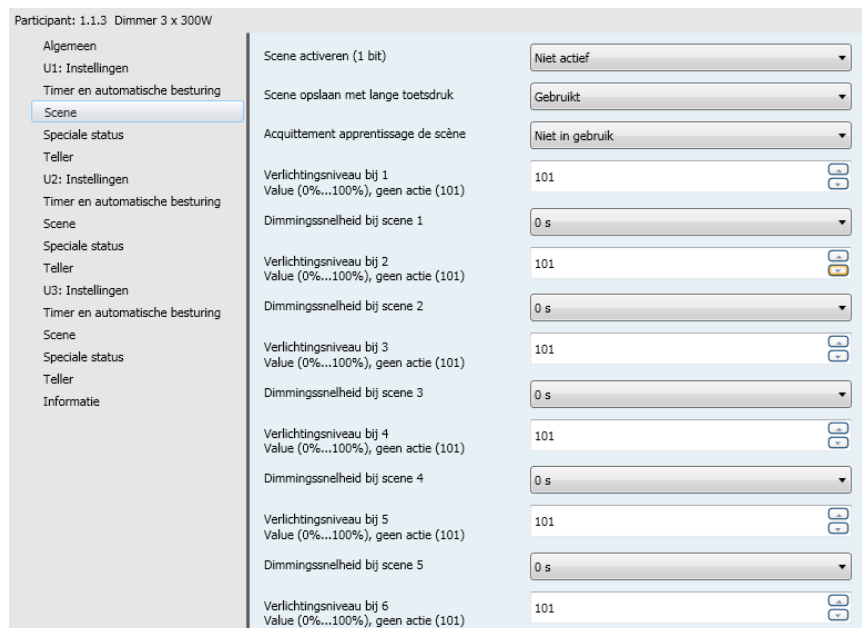 Participant: 1.1.3 Dimmer 3 x 300W
Algemeen
U1: Instellingen
Timer en automatische besturing
Scene
Speciale status
Teller
U2: Instellingen
Timer en automatische besturing
Scene
Speciale status
Teller
U3: Instellingen
Timer en automatische besturing
Scene
Speciale status
Teller
Informatie
Scene activeren (1 bit) Niet actief
Scene opslaan met lange toetsdruk Gebruikt
Acquittement apprentissage de scène Niet in gebruik
Verlichtingsniveau bij 1 101
Value (0%...100%), geen actie (101)
Dimmingssnelheid bij scene 1 0 s
Verlichtingsniveau bij 2 101
Value (0%...100%), geen actie (101)
Dimmingssnelheid bij scene 2 0 s
Verlichtingsniveau bij 3 101
Value (0%...100%), geen actie (101)
Dimmingssnelheid bij scene 3 0 s
Verlichtingsniveau bij 4 101
Value (0%...100%), geen actie (101)
Dimmingssnelheid bij scene 4 0 s
Verlichtingsniveau bij 5 101
Value (0%...100%), geen actie (101)
Dimmingssnelheid bij scene 5 0 s
Verlichtingsniveau bij 6 101
Value (0%...100%), geen actie (101)